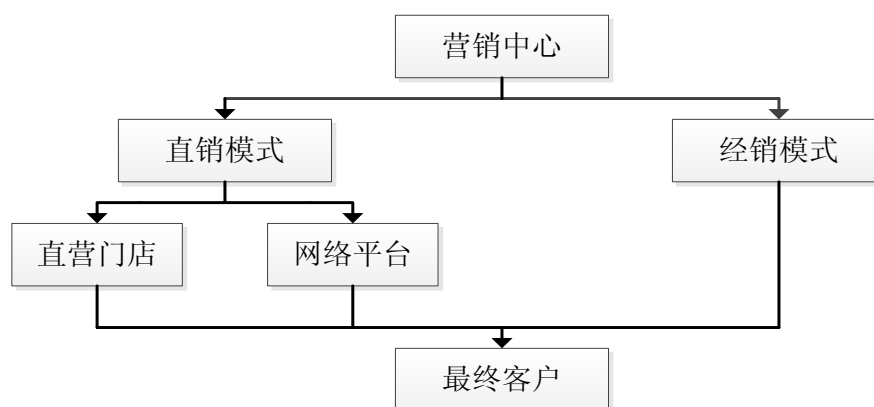 营销中心
直销模式
经销模式
直营门店
网络平台
最终客户